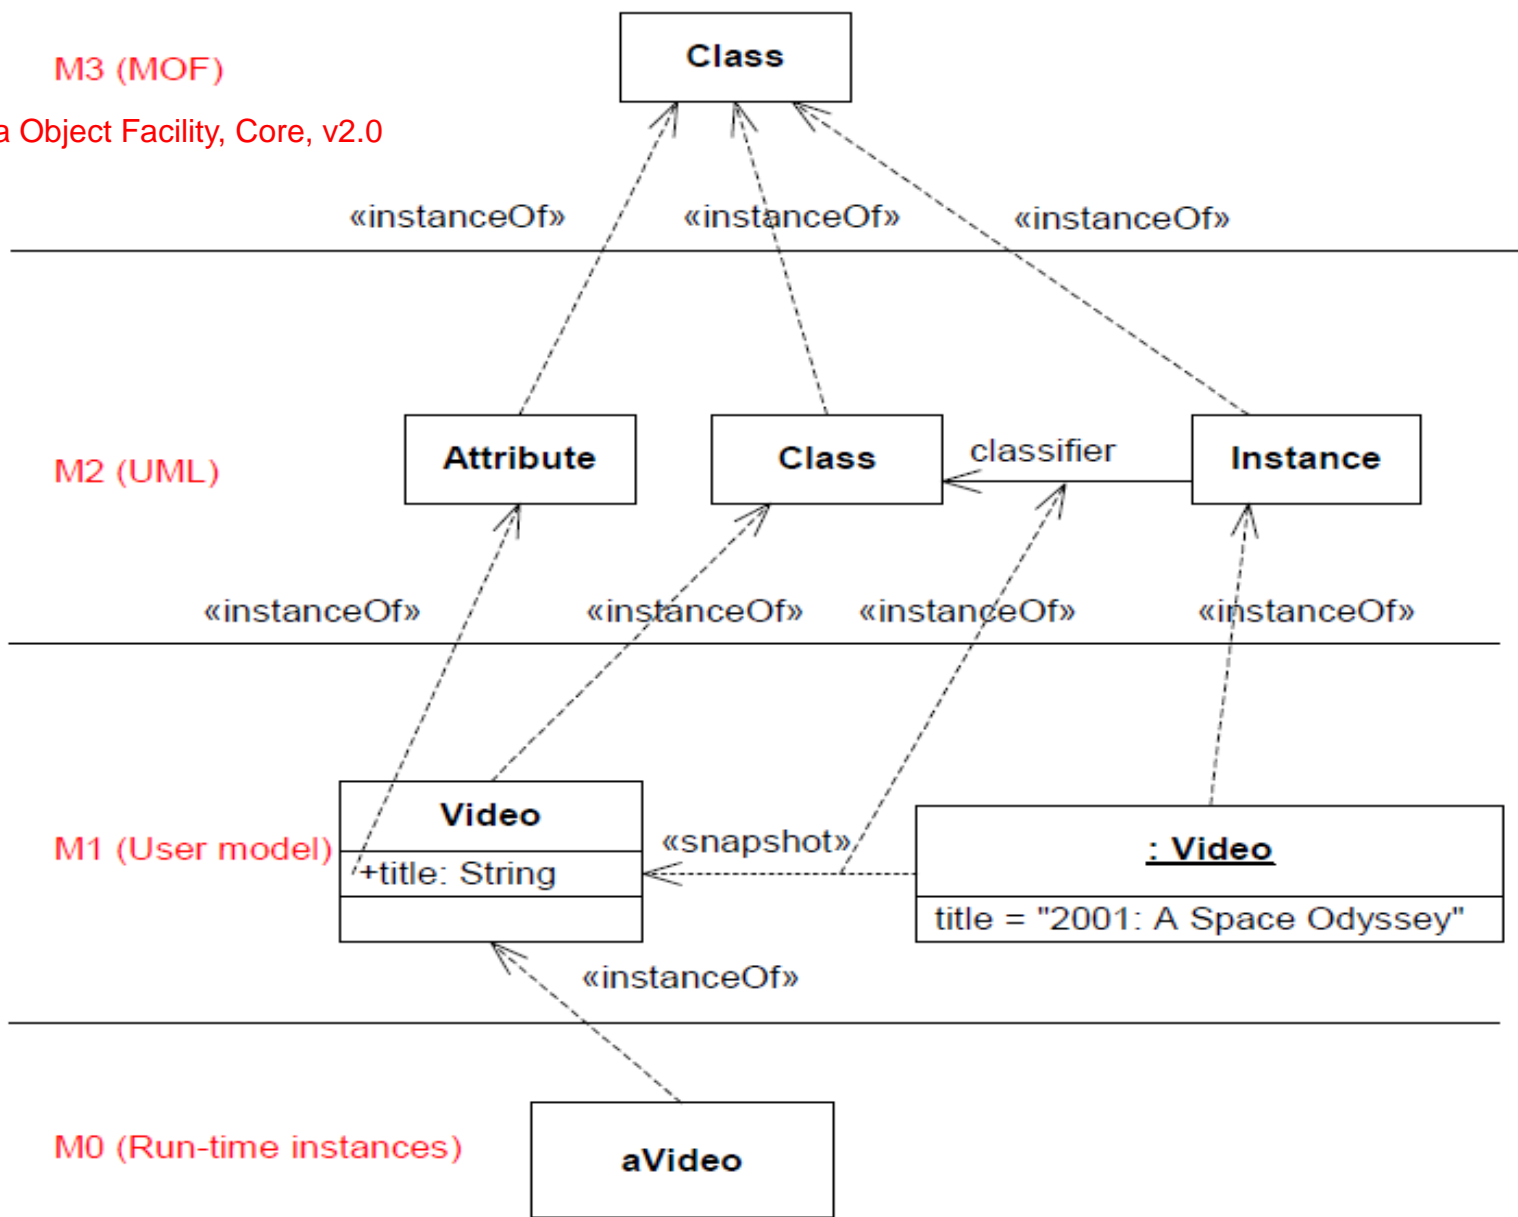 Class
M3 (MOF)
a Object Facility, Core, v2.0
«instanceOf» «instanceOf» «instanceOf»
Attribute Class classifier Instance
M2 (UML)
«instanceOf» «instanceOf» «instanceOf» «instanceOf»
Video
M1 (User model) «snapshot» : Video
+title: String
title = "2001: A Space Odyssey"
«instanceOf»
M0 (Run-time instances)
aVideo